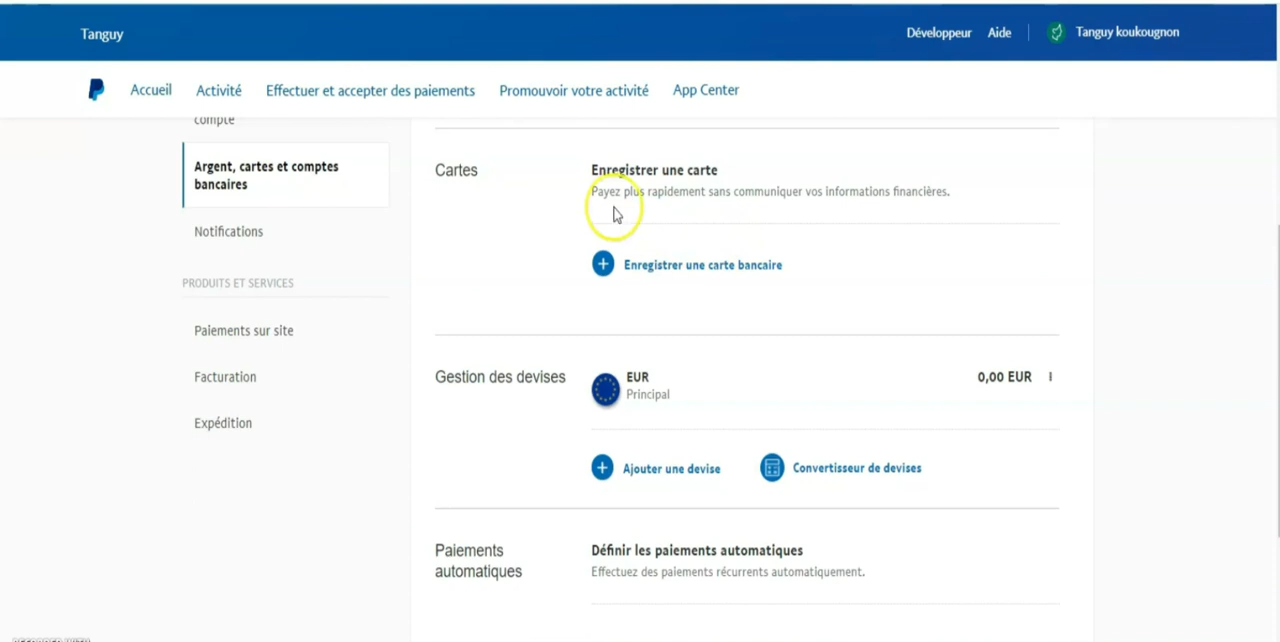 Tanguy
Développeur Aide Tanguy koukougnon
Accueil Activité Effectuer et accepter des paiements Promouvoir votre activité App Center
compte
Argent, cartes et comptes
bancaires
Notifications
PRODUITS ET SERVICES
Paiements sur site
Facturation
Expédition
Cartes
Enregistrer une carte
Payez plus rapidement sans communiquer vos informations financières.
Enregistrer une carte bancaire
Gestion des devises
EUR
Principal
0,00 EUR
Ajouter une devise
Convertisseur de devises
Paiements
automatiques
Définir les paiements automatiques
Effectuez des paiements récurrents automatiquement.